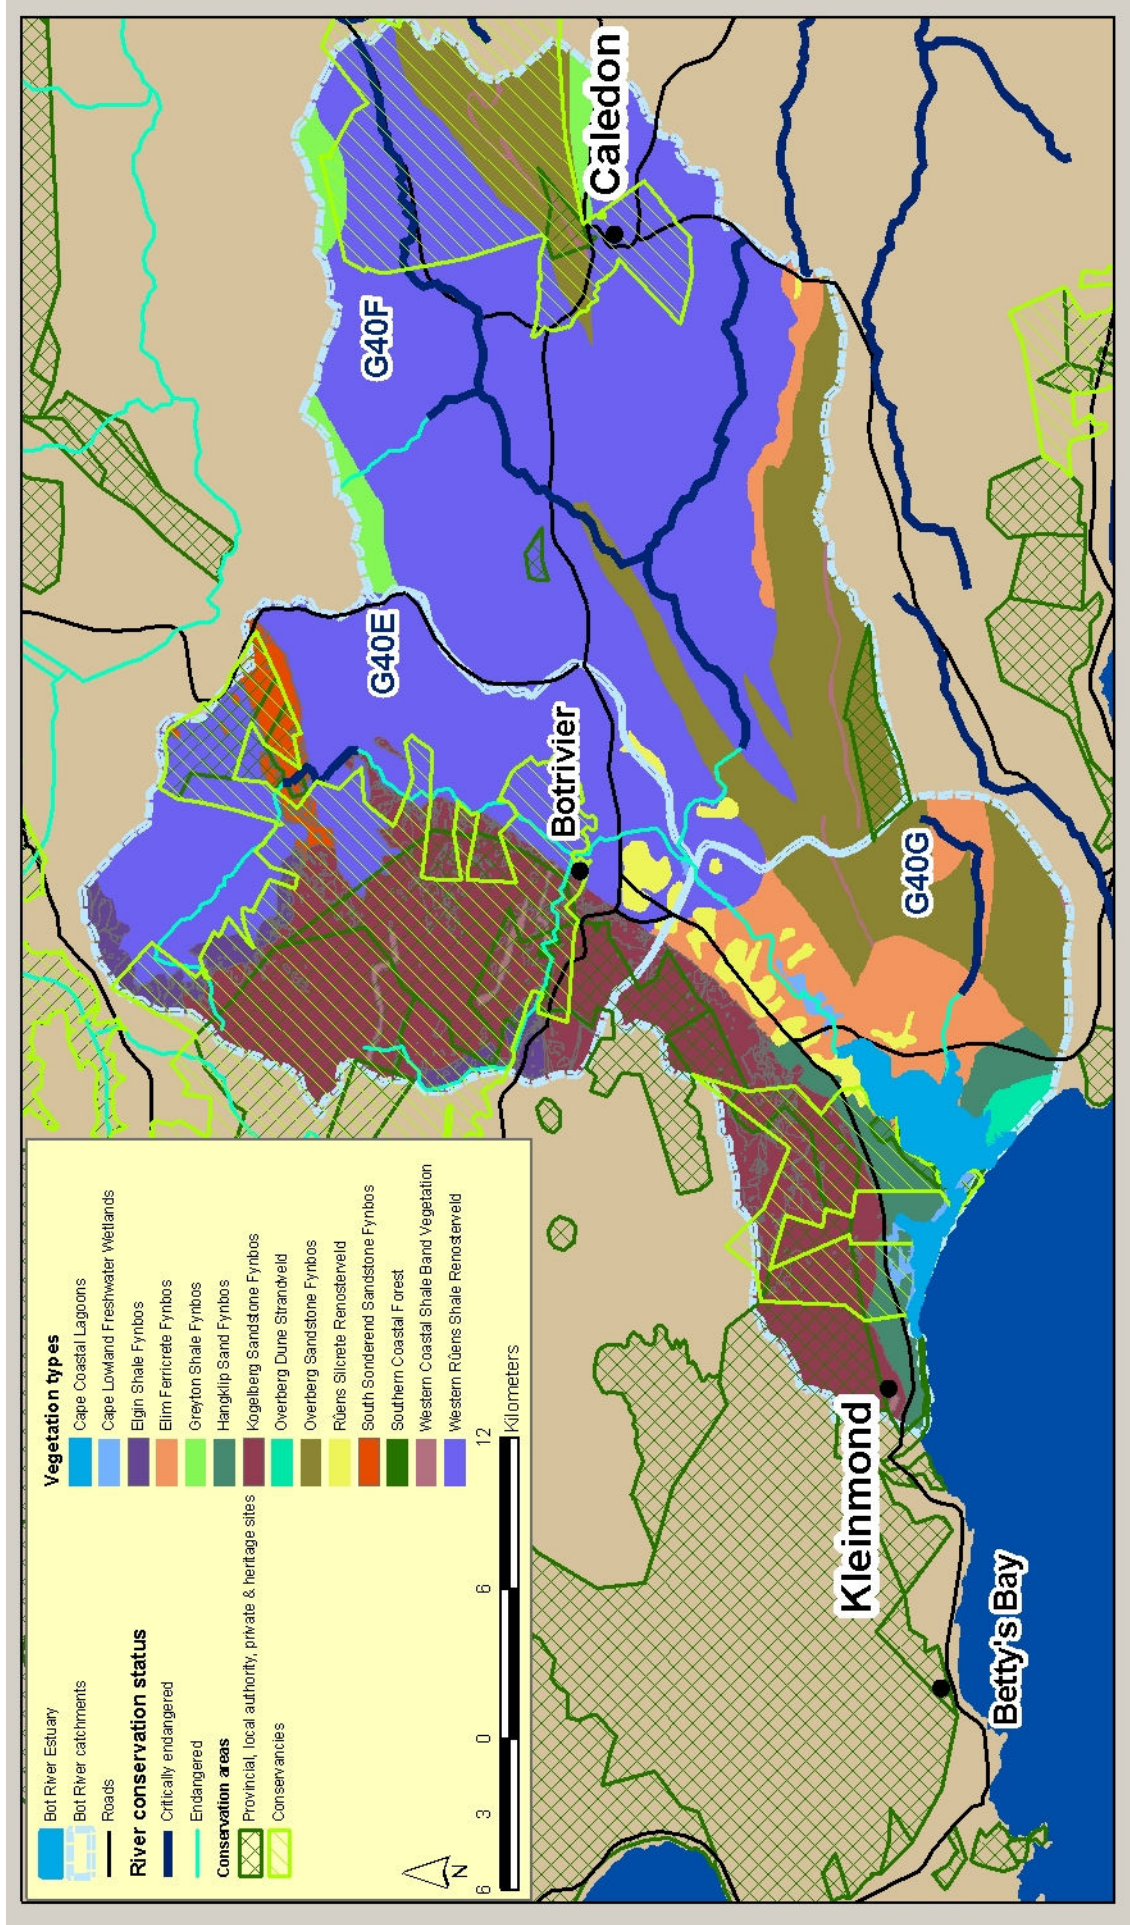 Bot River Estuary
Bot River catchments
Roads
River conservation status
Critically endangered
Endangered
Conservation areas
Provincial, local authority, private & heritage sites
Conservancies
Vegetation types
Cape Coastal Lagoons
Cape Lowland Freshwater Wetlands
Elgin Shale Fynbos
Elim Ferricrete Fynbos
Greyton Shale Fynbos
Hangklip Sand Fynbos
Kogelberg Sandstone Fynbos
Overberg Dune Strandveld
Overberg Sandstone Fynbos
Rûens Silcrete Renosterveld
South Sonderend Sandstone Fynbos
Southern Coastal Forest
Western Coastal Shale Band Vegetation
Western Rûens Shale Renosterveld
N
6 3 0 6 12
Kilometers
G40E
G40F
Botrivier
Caledon
G40G
Kleinmond
Betty's Bay